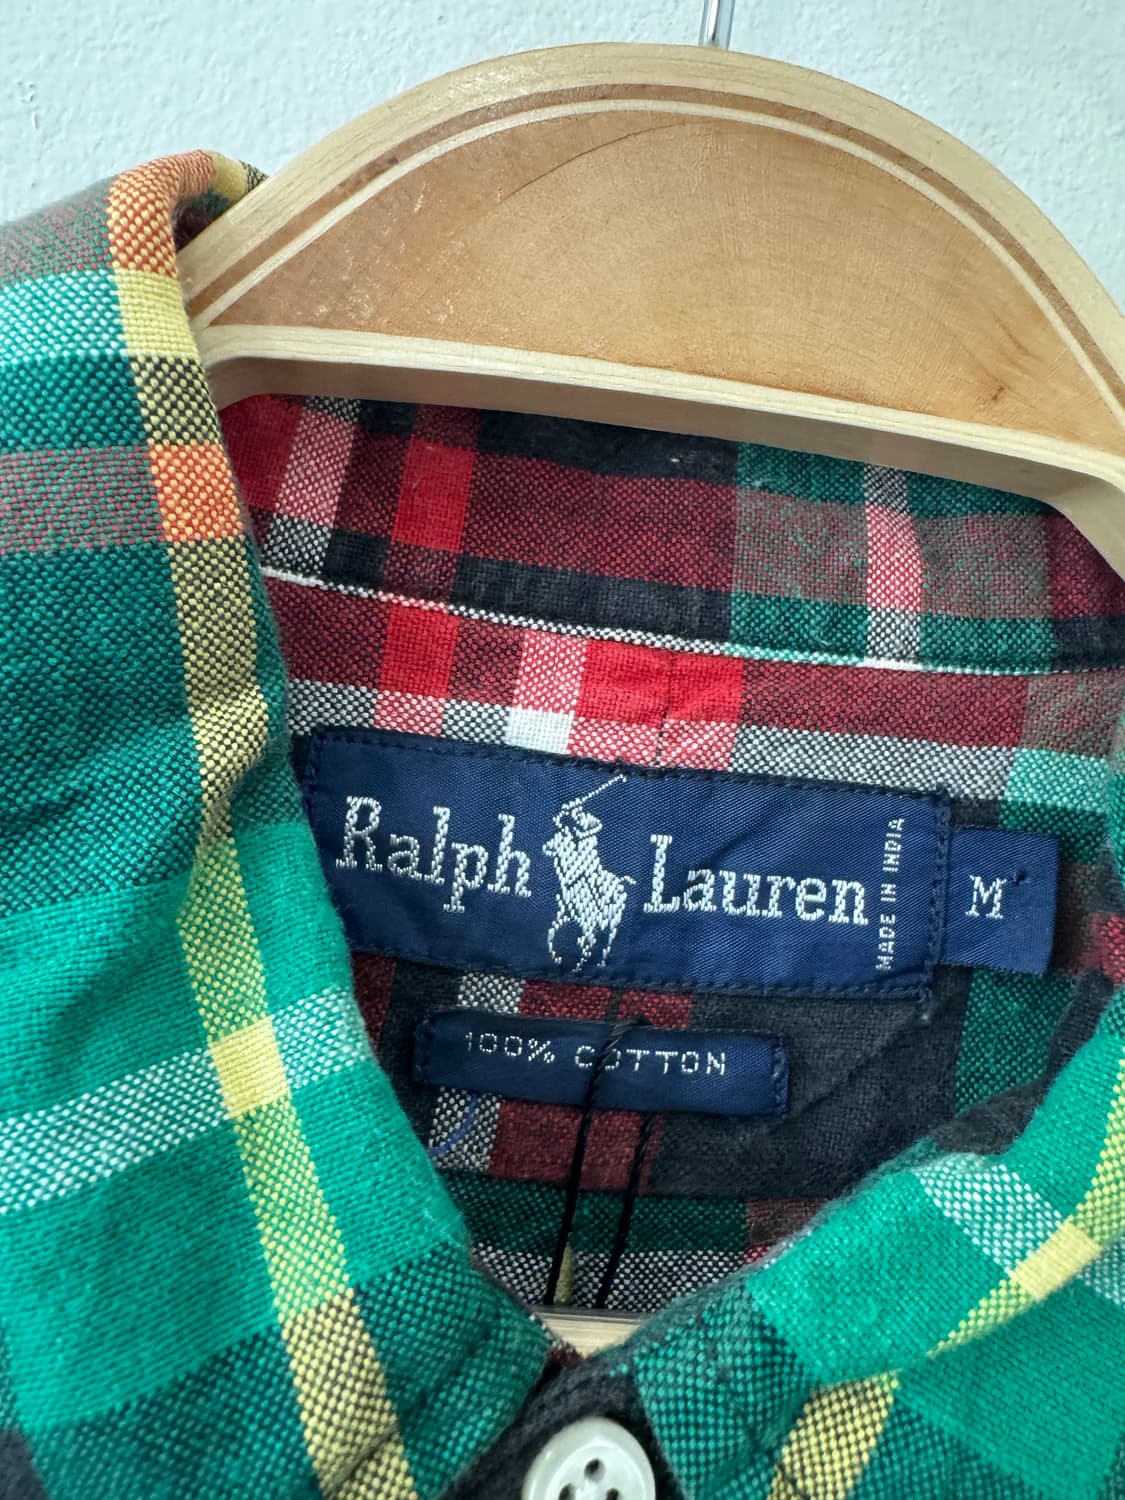 Ralph Lauren
MADE IN INDIA
M
100% COTTON